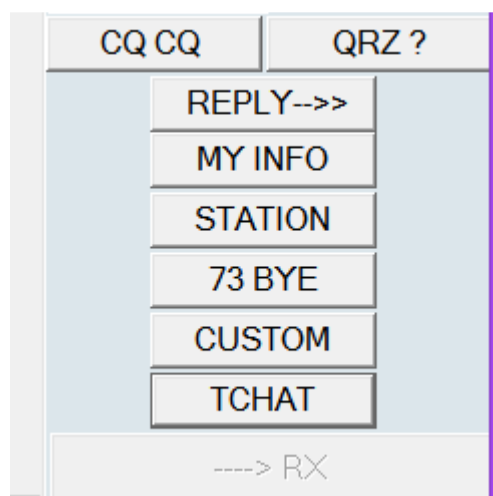 CQ CQ QRZ ?
REPLY-->>
MY INFO
STATION
73 BYE
CUSTOM
TCHAT
----> RX